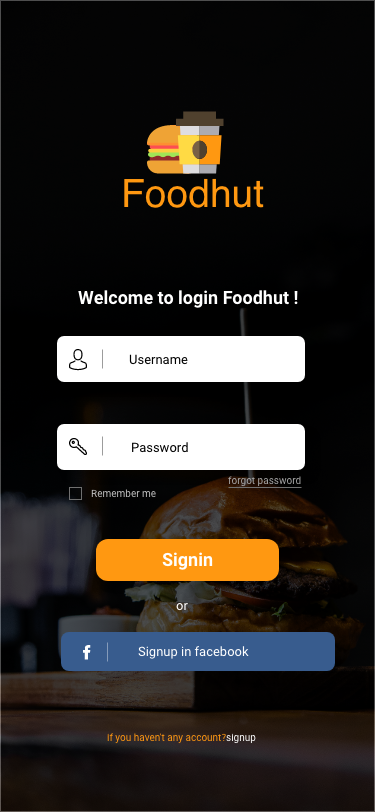 Foodhut
Welcome to login Foodhut !
Username
Password
forgot password
Remember me
Signin
or
Signup in facebook
If you haven't any account?signup